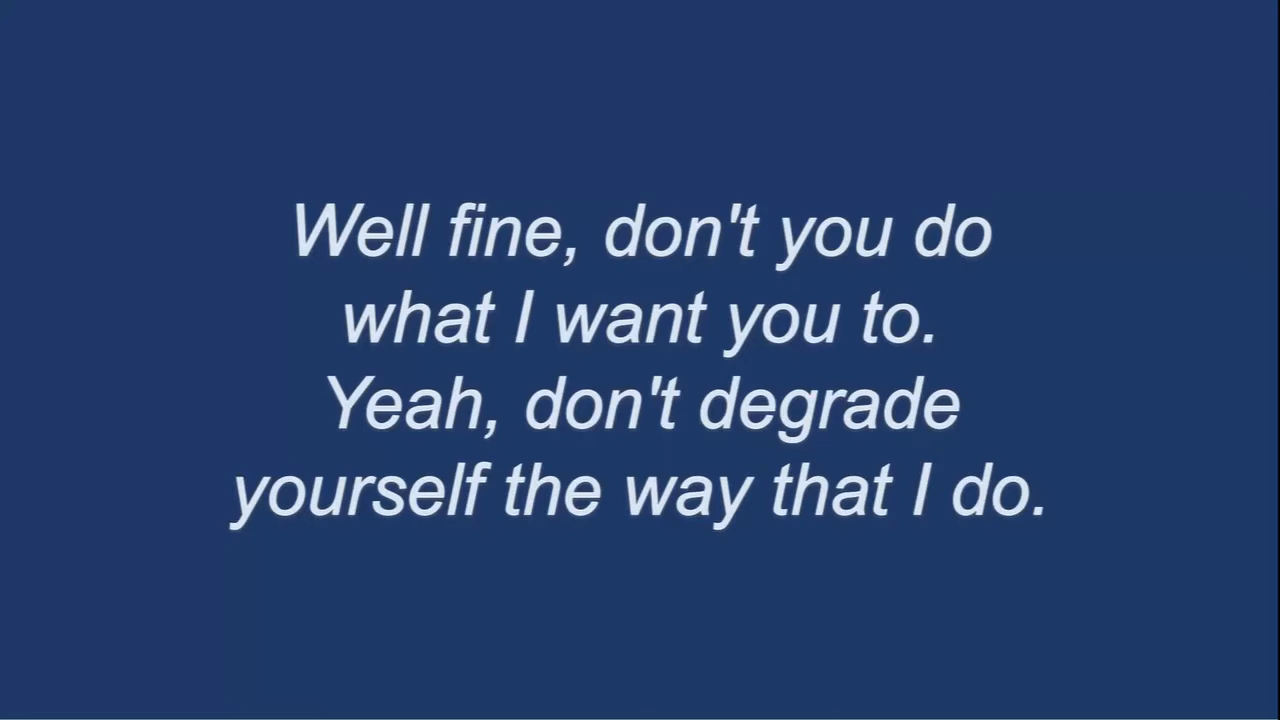 Well fine, don't you do
what I want you to.
Yeah, don't degrade
yourself the way that I do.